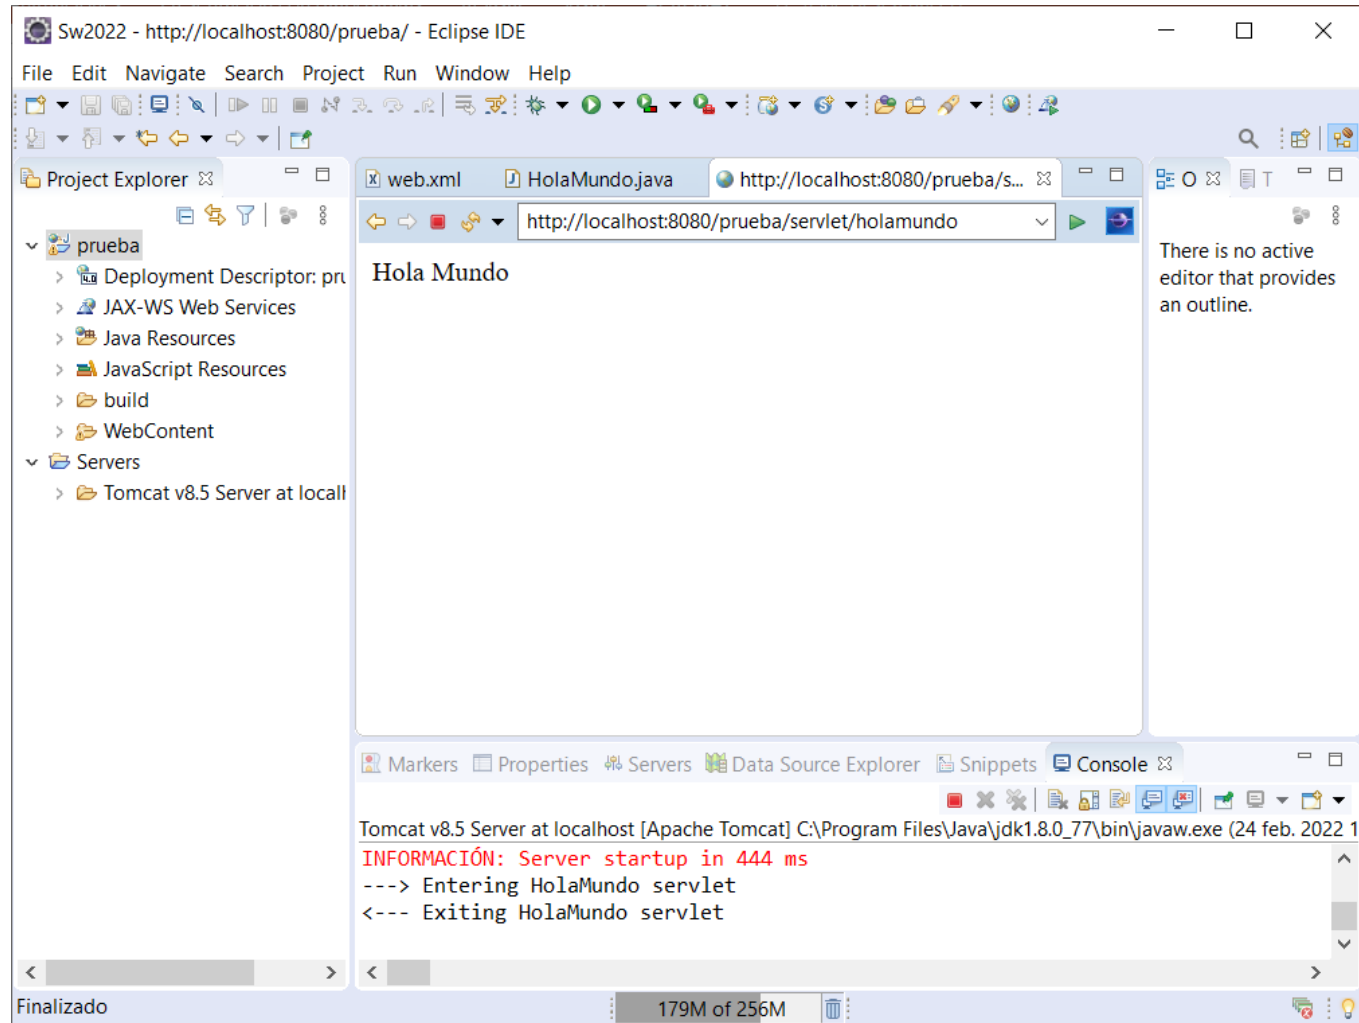 Sw2022 - http://localhost:8080/prueba/ - Eclipse IDE
File Edit Navigate Search Project Run Window Help
Project Explorer
web.xml
HolaMundo.java
http://localhost:8080/prueba/s...
O
T
http://localhost:8080/prueba/servlet/holamundo
prueba
Deployment Descriptor: pru
JAX-WS Web Services
Java Resources
JavaScript Resources
build
WebContent
Servers
Tomcat v8.5 Server at localh
Hola Mundo
There is no active
editor that provides
an outline.
Markers Properties Servers Data Source Explorer Snippets Console
Tomcat v8.5 Server at localhost [Apache Tomcat] C:\Program Files\Java\jdk1.8.0_77\bin\javaw.exe (24 feb. 2022 1
INFORMACIÓN: Server startup in 444 ms
---> Entering HolaMundo servlet
<--- Exiting HolaMundo servlet
Finalizado
179M of 256M